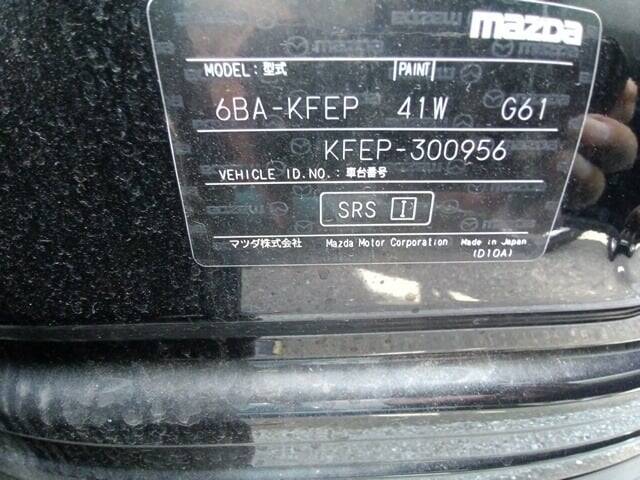 mazda
MODEL: 型式 PAINT
6BA-KFEP 41W G61
KFEP-300956
VEHICLE ID.NO.: 車台番号
SRS I
マツダ株式会社 Mazda Motor Corporation Made in Japan
(D10A)